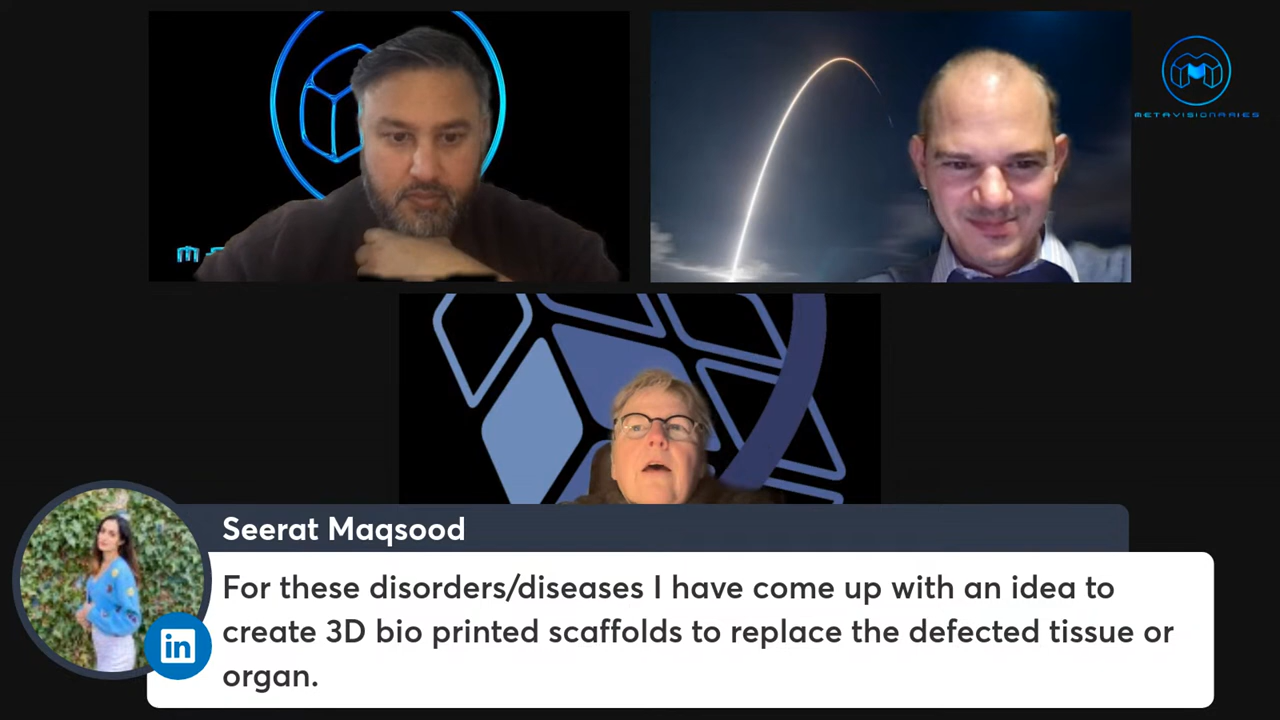 METAVISIONARIES
Seerat Maqsood
For these disorders/diseases I have come up with an idea to
create 3D bio printed scaffolds to replace the defected tissue or
organ.
in